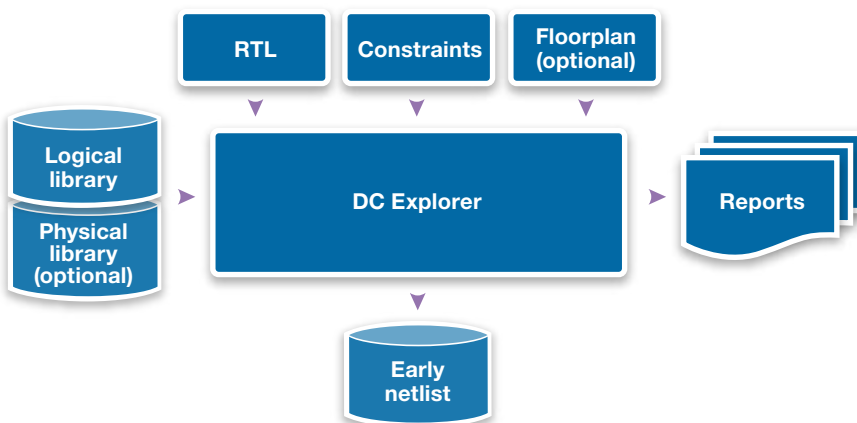 RTL
Constraints
Floorplan
(optional)
Logical
library
Physical
library
(optional)
DC Explorer
Reports
Early
netlist